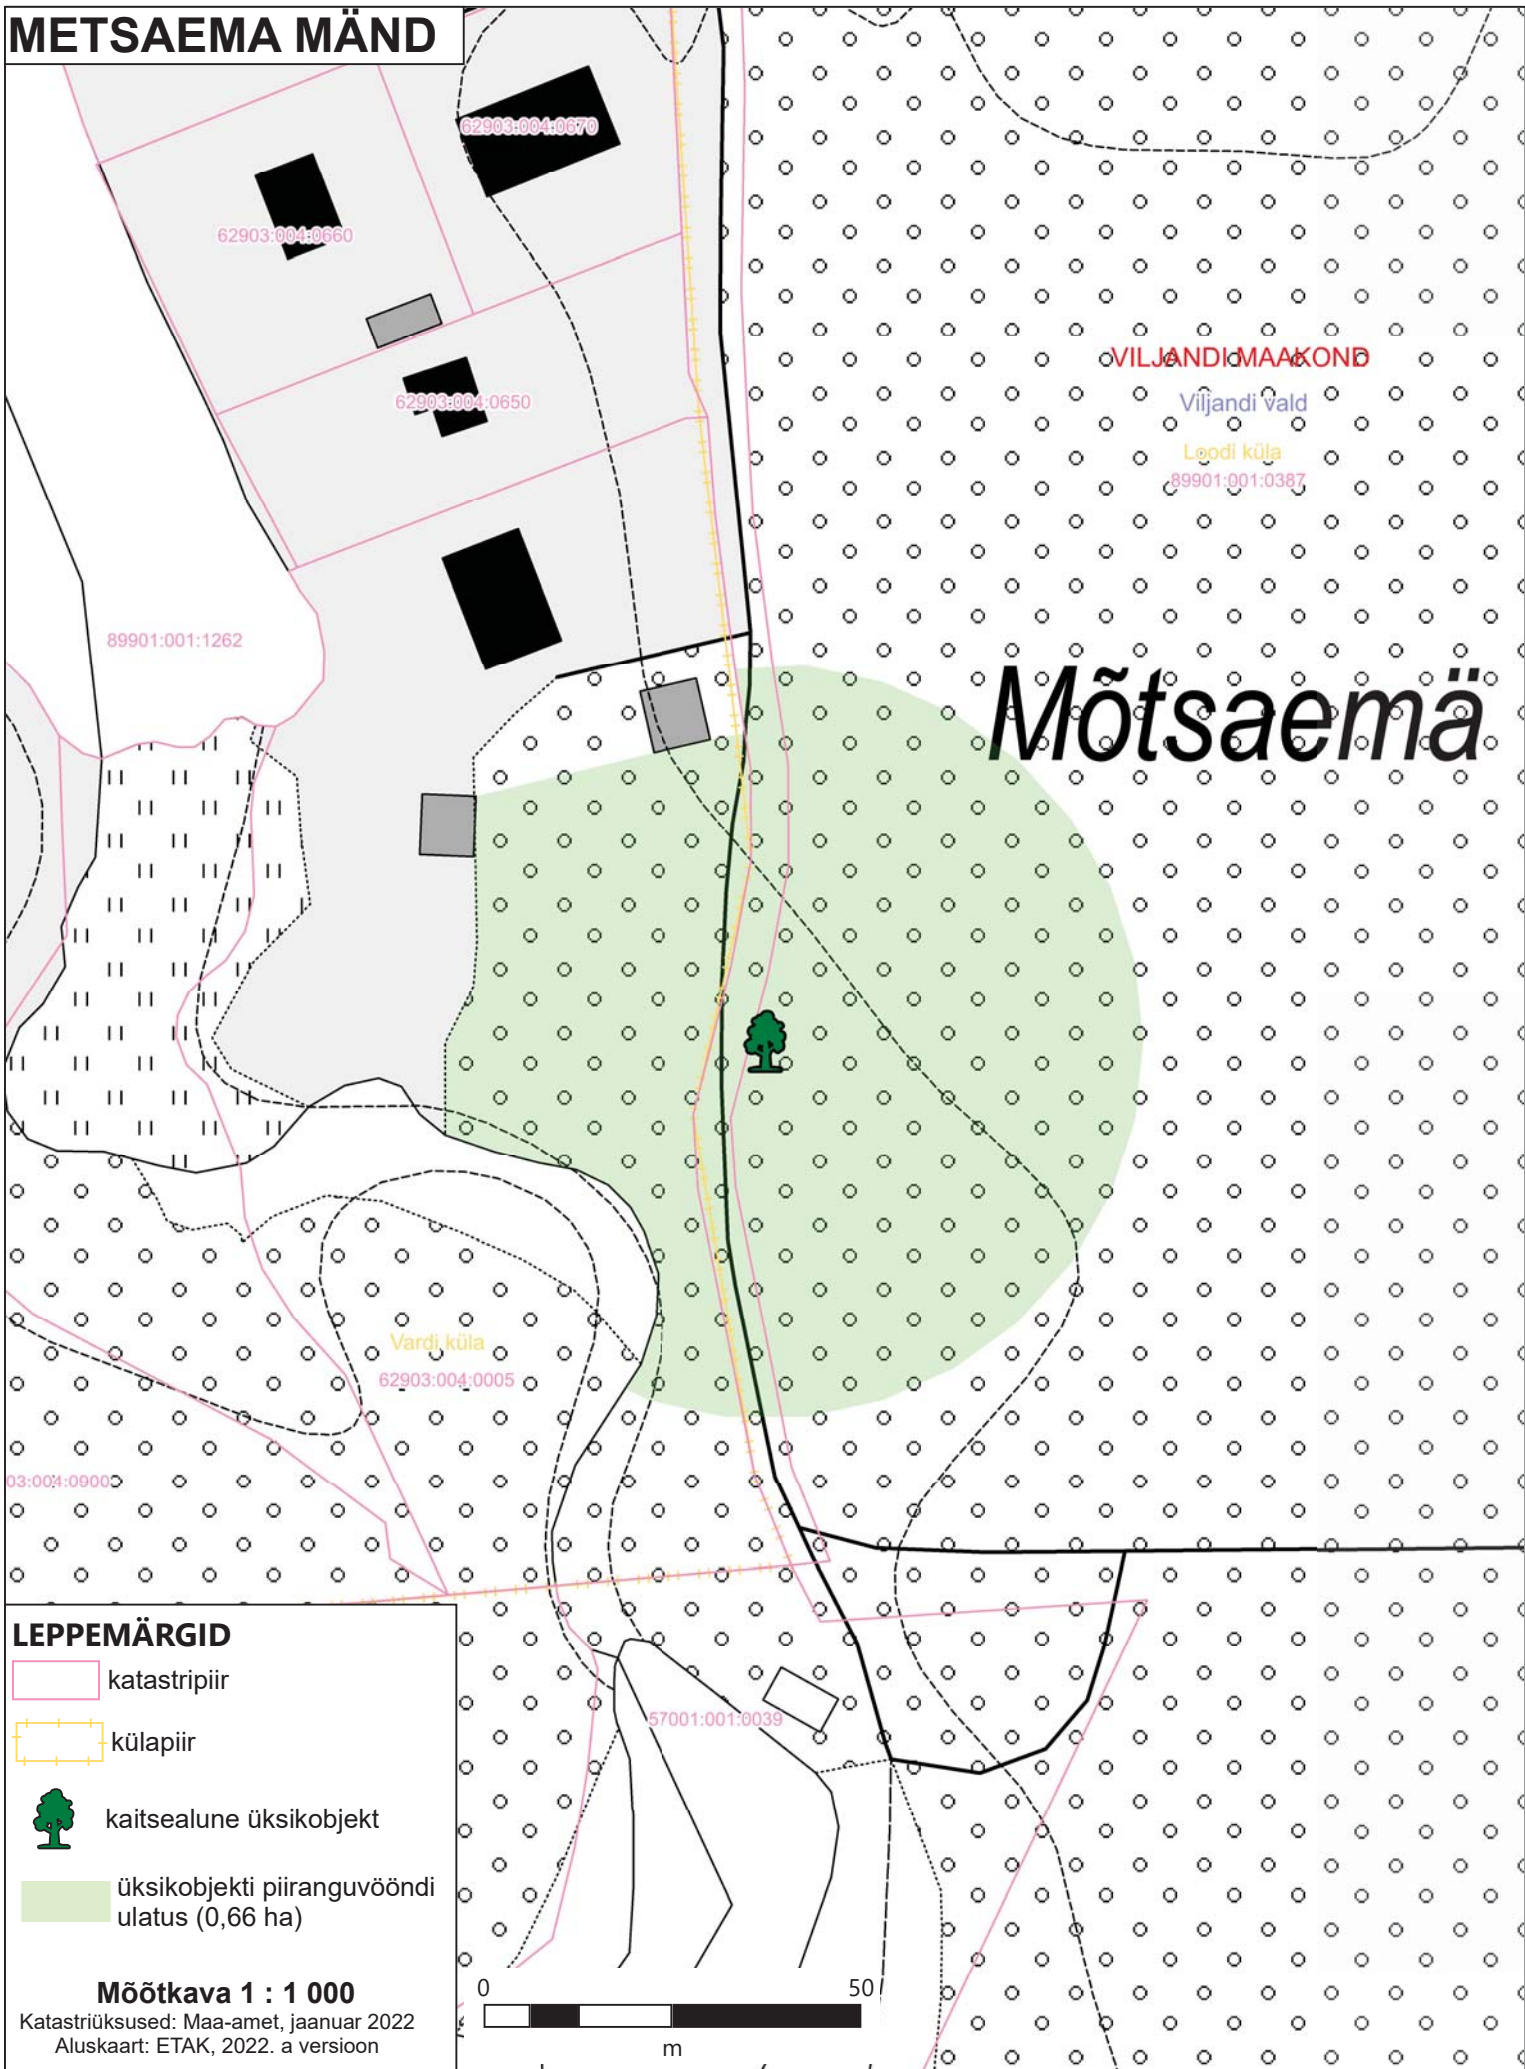 METSAEMA MÄND
62903:004:0670
62903:004:0660
62903:004:0650
VILJANDI MAAKOND
Viljandi vald
Loodi küla
89901:001:0387
89901:001:1262
Mõtsaemä
Vardi küla
62903:004:0005
03:004:0900
57001:001:0039
LEPPEMÄRGID
katastripiir
külapiir
kaitsealune üksikobjekt
üksikobjekti piiranguvööndi
ulatus (0,66 ha)
Mõõtkava 1 : 1 000
Katastriüksused: Maa-amet, jaanuar 2022
Aluskaart: ETAK, 2022. a versioon
0 50
m